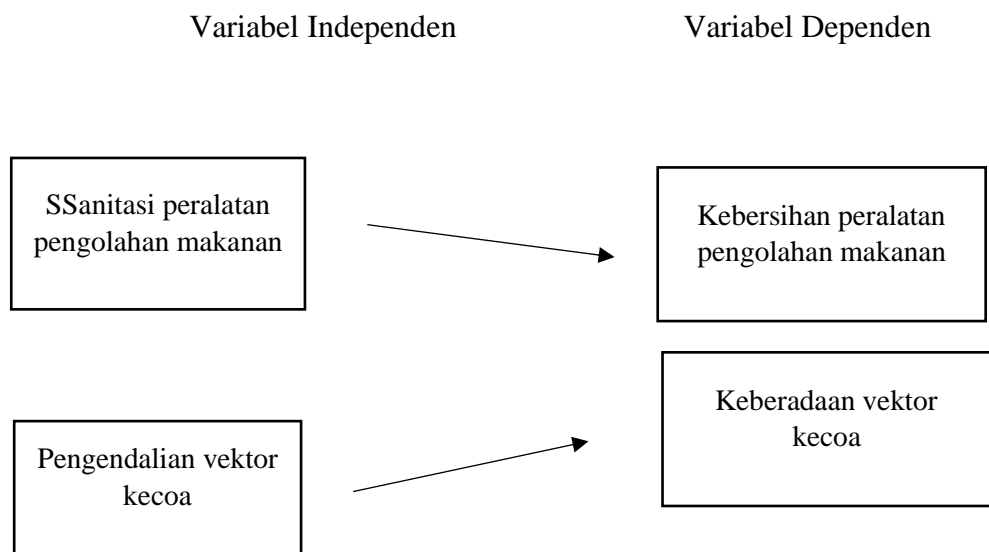 Variabel Independen
Variabel Dependen
SSanitasi peralatan
pengolahan makanan
Kebersihan peralatan
pengolahan makanan
Pengendalian vektor
kecoa
Keberadaan vektor
kecoa